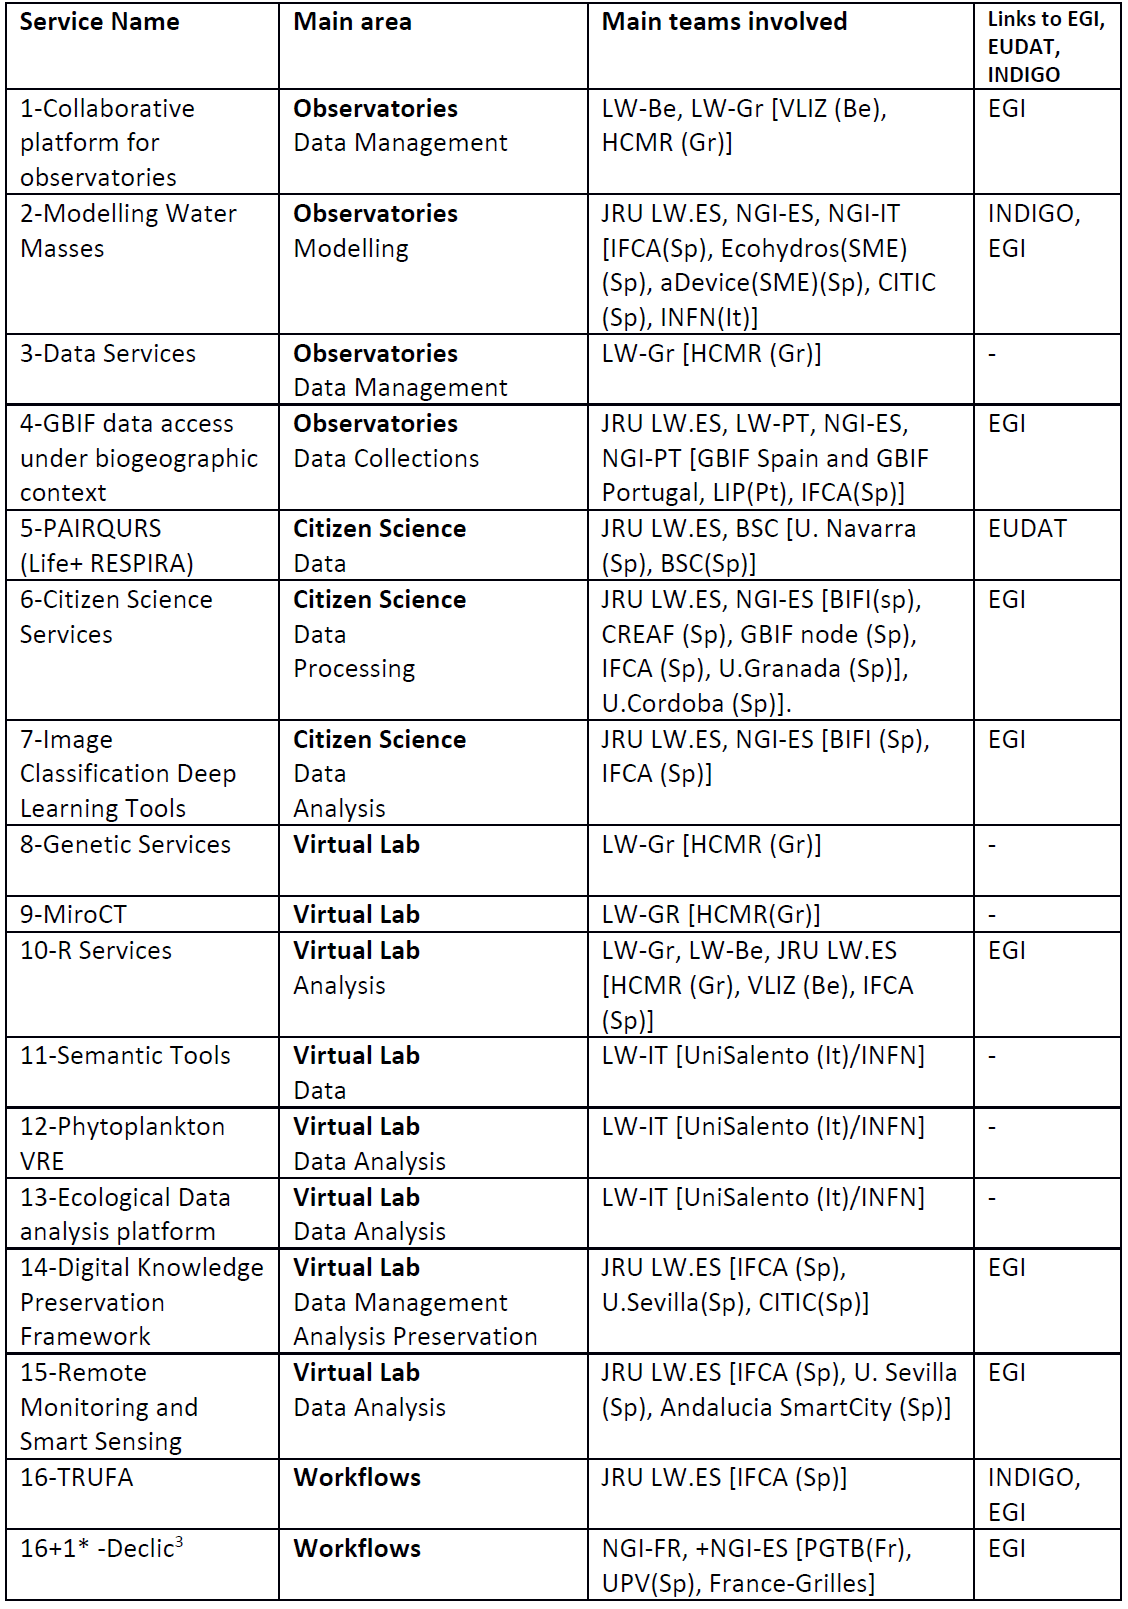 Service Name
Main area
Main teams involved
Links to EGI,
EUDAT,
INDIGO
1-Collaborative
platform for
observatories
Observatories
Data Management
LW-Be, LW-Gr [VLIZ (Be),
HCMR (Gr)]
EGI
2-Modelling Water
Masses
Observatories
Modelling
JRU LW.ES, NGI-ES, NGI-IT
[IFCA(Sp), Ecohydros(SME)
(Sp), aDevice(SME)(Sp), CITIC
(Sp), INFN(It)]
INDIGO,
EGI
3-Data Services
Observatories
Data Management
LW-Gr [HCMR (Gr)]
-
4-GBIF data access
under biogeographic
context
Observatories
Data Collections
JRU LW.ES, LW-PT, NGI-ES,
NGI-PT [GBIF Spain and GBIF
Portugal, LIP(Pt), IFCA(Sp)]
EGI
5-PAIRQURS
(Life+ RESPIRA)
Citizen Science
Data
JRU LW.ES, BSC [U. Navarra
(Sp), BSC(Sp)]
EUDAT
6-Citizen Science
Services
Citizen Science
Data
Processing
JRU LW.ES, NGI-ES [BIFI(sp),
CREAF (Sp), GBIF node (Sp),
IFCA (Sp), U.Granada (Sp)],
U.Cordoba (Sp)].
EGI
7-Image
Classification Deep
Learning Tools
Citizen Science
Data
Analysis
JRU LW.ES, NGI-ES [BIFI (Sp),
IFCA (Sp)]
EGI
8-Genetic Services
Virtual Lab
LW-Gr [HCMR (Gr)]
-
9-MiroCT
Virtual Lab
LW-GR [HCMR(Gr)]
-
10-R Services
Virtual Lab
Analysis
LW-Gr, LW-Be, JRU LW.ES
[HCMR (Gr), VLIZ (Be), IFCA
(Sp)]
EGI
11-Semantic Tools
Virtual Lab
Data
LW-IT [UniSalento (It)/INFN]
-
12-Phytoplankton
VRE
Virtual Lab
Data Analysis
LW-IT [UniSalento (It)/INFN]
-
13-Ecological Data
analysis platform
Virtual Lab
Data Analysis
LW-IT [UniSalento (It)/INFN]
-
14-Digital Knowledge
Preservation
Framework
Virtual Lab
Data Management
Analysis Preservation
JRU LW.ES [IFCA (Sp),
U.Sevilla(Sp), CITIC(Sp)]
EGI
15-Remote
Monitoring and
Smart Sensing
Virtual Lab
Data Analysis
JRU LW.ES [IFCA (Sp), U. Sevilla
(Sp), Andalucia SmartCity (Sp)]
EGI
16-TRUFA
Workflows
JRU LW.ES [IFCA (Sp)]
INDIGO,
EGI
16+1* -Declic³
Workflows
NGI-FR, +NGI-ES [PGTB(Fr),
UPV(Sp), France-Grilles]
EGI